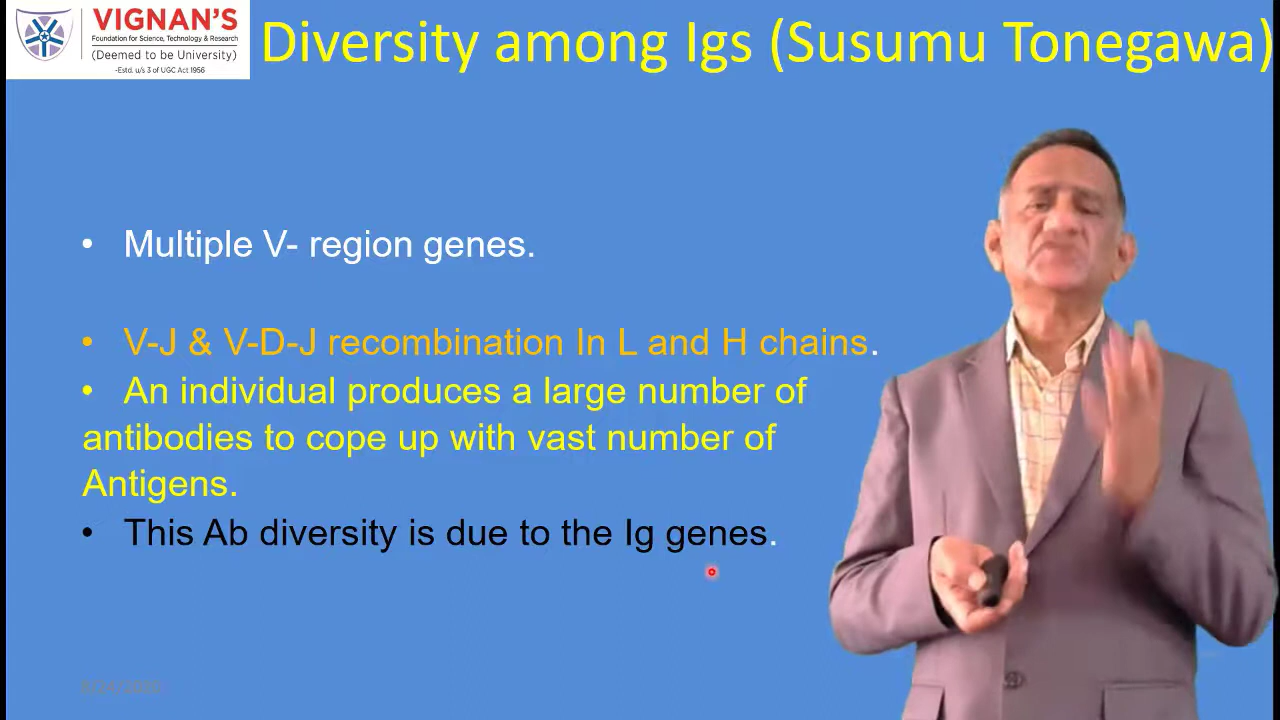 VIGNAN'S
Foundation for Science, Technology & Research
(Deemed to be University)
-Estd. u/s 3 of UGC Act 1956
Diversity among Igs (Susumu Tonegawa)
• Multiple V- region genes.
• V-J & V-D-J recombination In L and H chains.
• An individual produces a large number of
antibodies to cope up with vast number of
Antigens.
• This Ab diversity is due to the Ig genes.